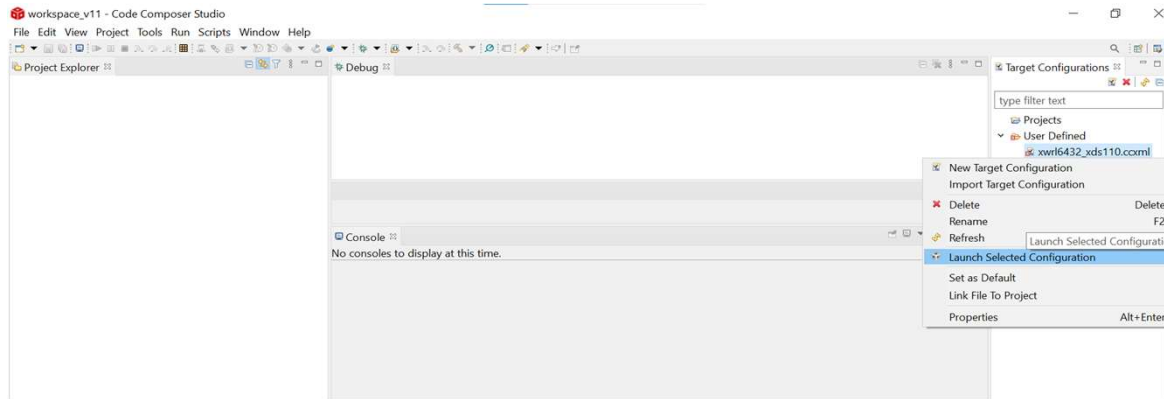 workspace_v11 - Code Composer Studio
File Edit View Project Tools Run Scripts Window Help
Project Explorer
Debug
Target Configurations
type filter text
Projects
User Defined
xwrl6432_xds110.ccxml
New Target Configuration
Import Target Configuration
Delete Delete
Rename F2
Refresh
Launch Selected Configurati
Launch Selected Configuration
Set as Default
Link File To Project
Properties Alt+Enter
Console
No consoles to display at this time.